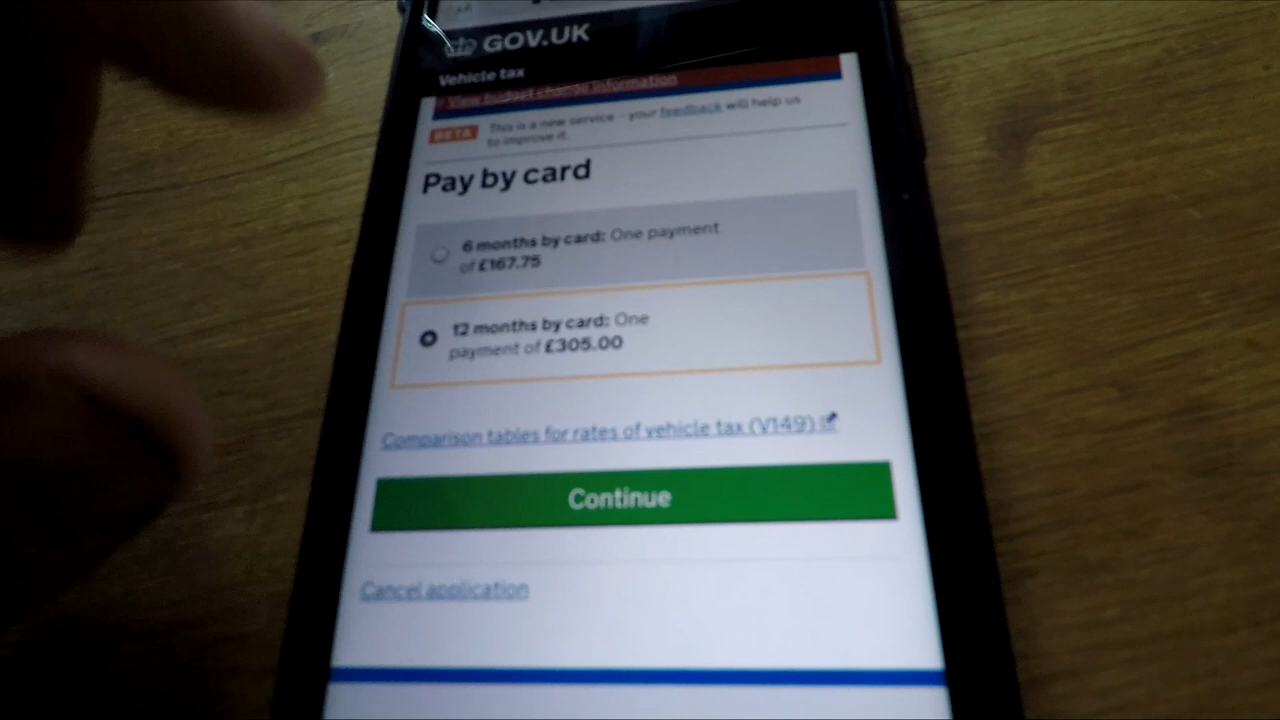 AA
GOV.UK
Vehicle tax
View budget change information
BETA
This is a new service – your feedback will help us
to improve it.
Pay by card
6 months by card: One payment
of £167.75
12 months by card: One
payment of £305.00
Comparison tables for rates of vehicle tax (V149)
Continue
Cancel application